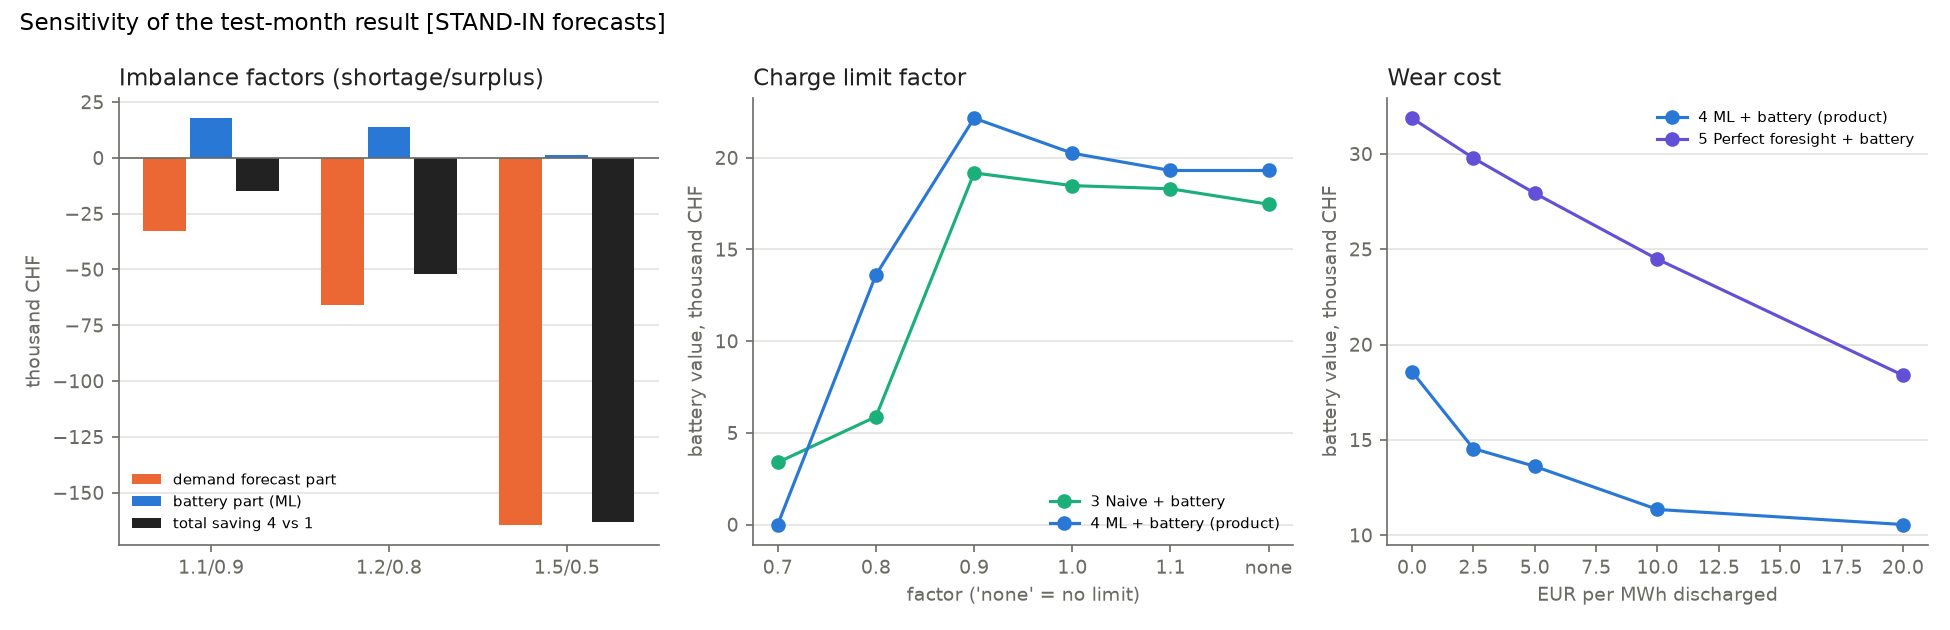 Sensitivity of the test-month result [STAND-IN forecasts]
Imbalance factors (shortage/surplus)
thousand CHF
25
0
−25
−50
−75
−100
−125
−150
demand forecast part
battery part (ML)
total saving 4 vs 1
1.1/0.9
1.2/0.8
1.5/0.5
Charge limit factor
battery value, thousand CHF
20
15
10
5
0
3 Naive + battery
4 ML + battery (product)
0.7
0.8
0.9
1.0
1.1
none
factor ('none' = no limit)
Wear cost
battery value, thousand CHF
30
25
20
15
10
4 ML + battery (product)
5 Perfect foresight + battery
0.0
2.5
5.0
7.5
10.0
12.5
15.0
17.5
20.0
EUR per MWh discharged